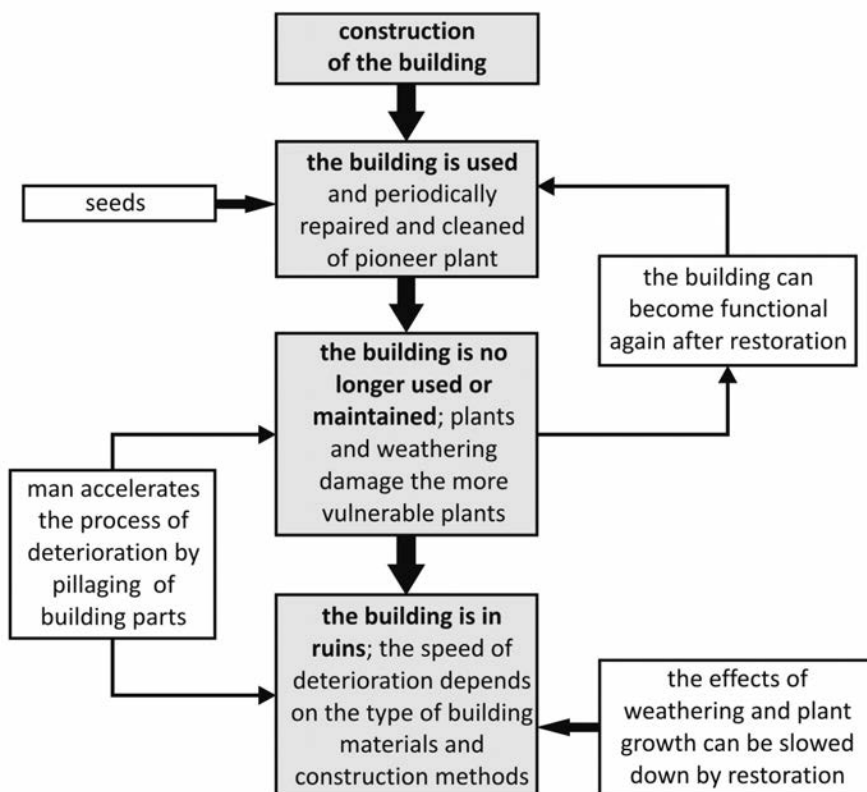 construction
of the building
the building is used
and periodically
repaired and cleaned
of pioneer plant
seeds
the building can
become functional
again after restoration
the building is no
longer used or
maintained; plants
and weathering
damage the more
vulnerable plants
man accelerates
the process of
deterioration by
pillaging of
building parts
the building is in
ruins; the speed of
deterioration depends
on the type of building
materials and
construction methods
the effects of
weathering and plant
growth can be slowed
down by restoration